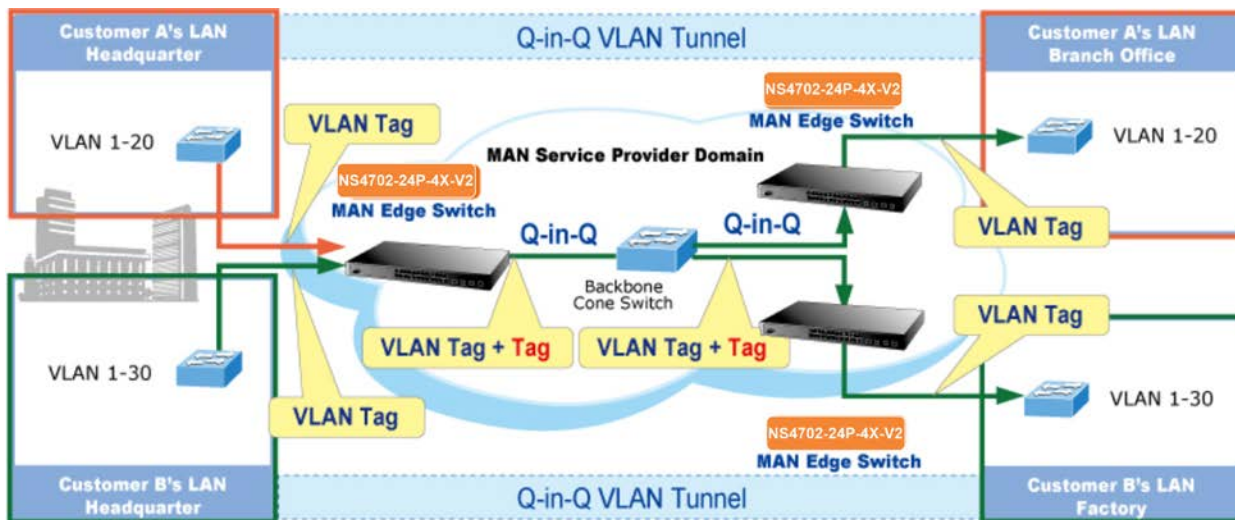 Customer A's LAN
Headquarter
Q-in-Q VLAN Tunnel
Customer A's LAN
Branch Office
NS4702-24P-4X-V2
MAN Edge Switch
VLAN Tag
VLAN 1-20
VLAN 1-20
MAN Service Provider Domain
NS4702-24P-4X-V2
MAN Edge Switch
Q-in-Q
Q-in-Q
VLAN Tag
Backbone
Cone Switch
VLAN Tag
VLAN Tag + Tag
VLAN Tag + Tag
VLAN 1-30
VLAN 1-30
VLAN Tag
NS4702-24P-4X-V2
MAN Edge Switch
Customer B's LAN
Headquarter
Q-in-Q VLAN Tunnel
Customer B's LAN
Factory